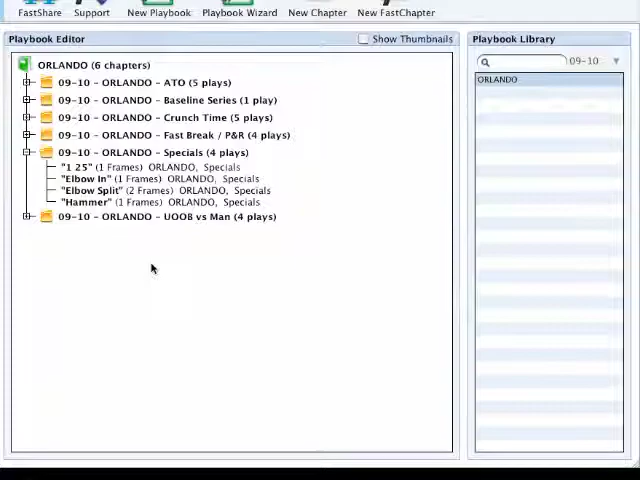 FastShare Support New Playbook Playbook Wizard New Chapter New FastChapter
Playbook Editor Show Thumbnails Playbook Library
ORLANDO (6 chapters)
09-10
ORLANDO
09-10 - ORLANDO - ATO (5 plays)
09-10 - ORLANDO - Baseline Series (1 play)
09-10 - ORLANDO - Crunch Time (5 plays)
09-10 - ORLANDO - Fast Break / P&R (4 plays)
09-10 - ORLANDO - Specials (4 plays)
"1 25" (1 Frames) ORLANDO, Specials
"Elbow In" (1 Frames) ORLANDO, Specials
"Elbow Split" (2 Frames) ORLANDO, Specials
"Hammer" (1 Frames) ORLANDO, Specials
09-10 - ORLANDO - UOOB vs Man (4 plays)